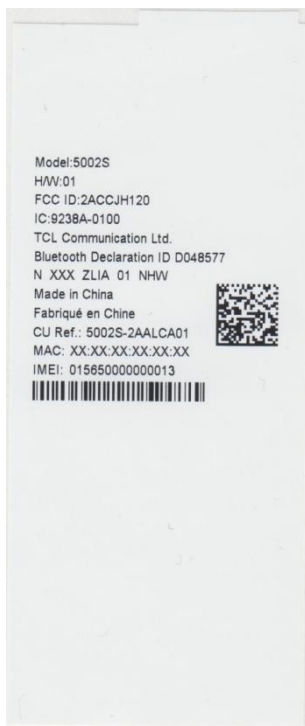 Model:5002S
H/W:01
FCC ID:2ACCJH120
IC:9238A-0100
TCL Communication Ltd.
Bluetooth Declaration ID D048577
N XXX ZLIA 01 NHW
Made in China
Fabriqué en Chine
CU Ref.: 5002S-2AALCA01
MAC: XX:XX:XX:XX:XX:XX
IMEI: 015650000000013